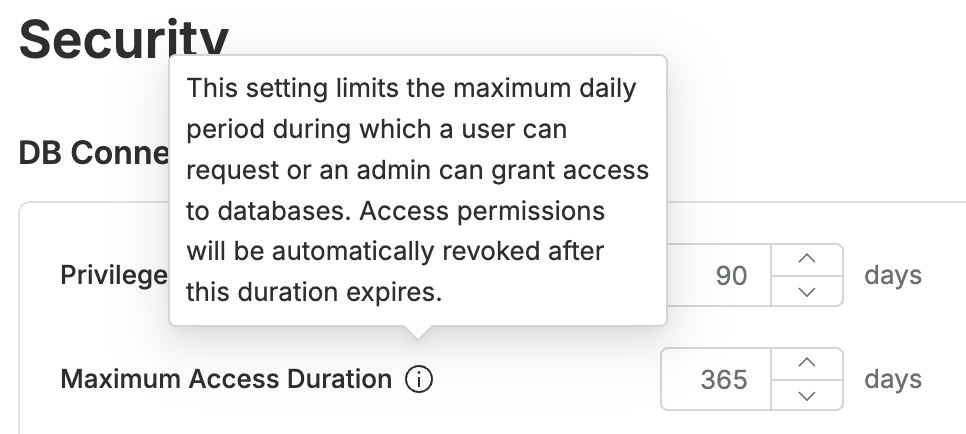 Security
This setting limits the maximum daily
period during which a user can
request or an admin can grant access
to databases. Access permissions
will be automatically revoked after
this duration expires.
DB Conne
Privilege
90
days
Maximum Access Duration
365
days